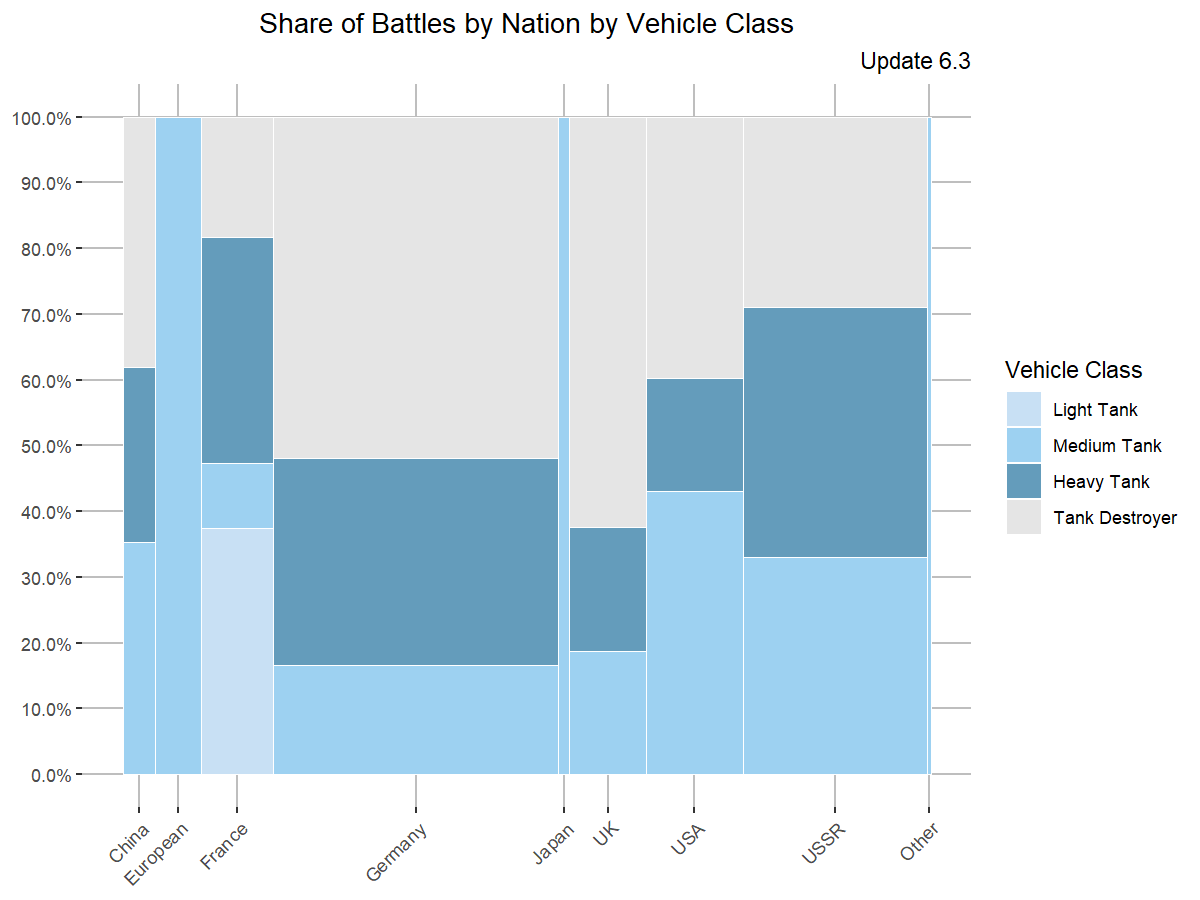 Share of Battles by Nation by Vehicle Class
Update 6.3
100.0%
90.0%
80.0%
70.0%
60.0%
50.0%
40.0%
30.0%
20.0%
10.0%
0.0%
China
European
France
Germany
Japan
UK
USA
USSR
Other
Vehicle Class
Light Tank
Medium Tank
Heavy Tank
Tank Destroyer